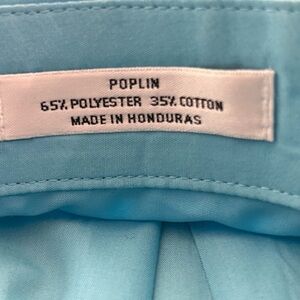 POPLIN
65% POLYESTER 35% COTTON
MADE IN HONDURAS